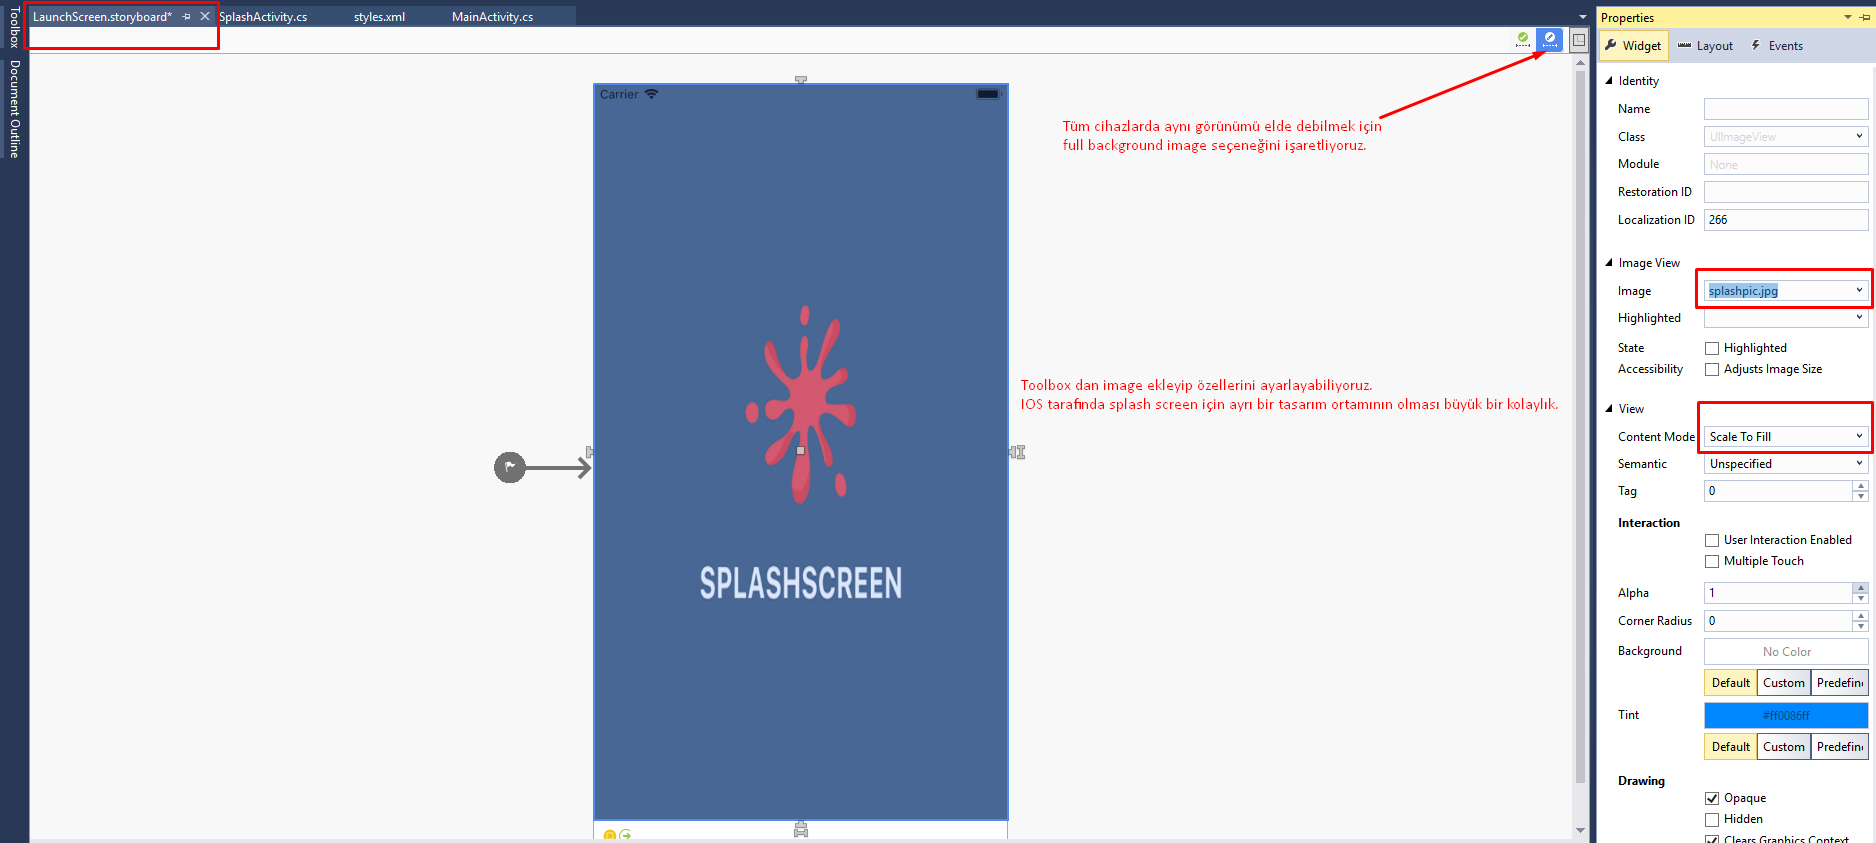 LaunchScreen.storyboard*
SplashActivity.cs
styles.xml
MainActivity.cs
Toolbox
Document Outline
Carrier
SPLASHSCREEN
Tüm cihazlarda aynı görünümü elde debilmek için
full background image seçeneğini işaretliyoruz.
Toolbox dan image ekleyip özellerini ayarlayabiliyoruz.
IOS tarafında splash screen için ayrı bir tasarım ortamının olması büyük bir kolaylık.
Properties
Widget Layout Events
Identity
Name
Class UIImageView
Module None
Restoration ID
Localization ID 266
Image View
Image splashpic.jpg
Highlighted
State Highlighted
Accessibility Adjusts Image Size
View
Content Mode Scale To Fill
Semantic Unspecified
Tag 0
Interaction
User Interaction Enabled
Multiple Touch
Alpha 1
Corner Radius 0
Background No Color
Default Custom Predefin
Tint #ff0086ff
Default Custom Predefin
Drawing
Opaque
Hidden
Clears Graphics Context